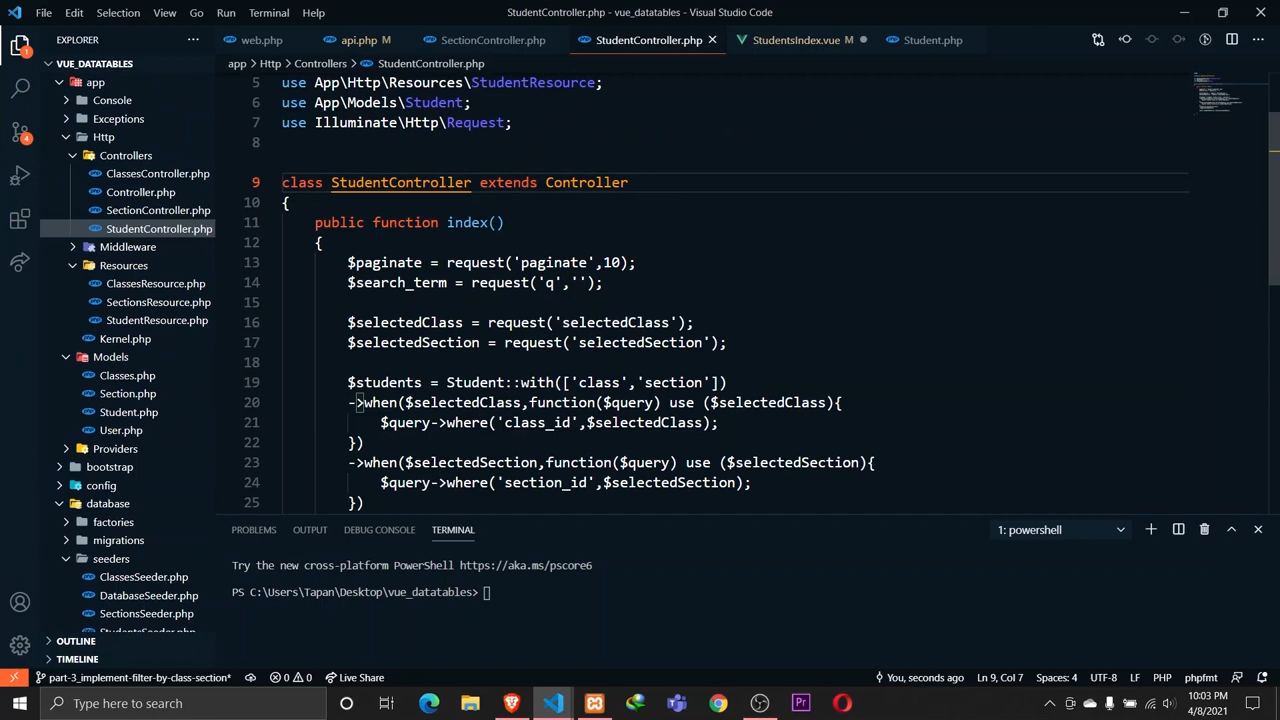 File Edit Selection View Go Run Terminal Help
StudentController.php - vue_datatables - Visual Studio Code
EXPLORER
web.php
api.php M
SectionController.php
StudentController.php
StudentsIndex.vue M
Student.php
VUE_DATATABLES
app > Http > Controllers > StudentController.php
app
Console
Exceptions
Http
Controllers
ClassesController.php
Controller.php
SectionController.php
StudentController.php
Middleware
Resources
ClassesResource.php
SectionsResource.php
StudentResource.php
Kernel.php
Models
Classes.php
Section.php
Student.php
User.php
Providers
bootstrap
config
database
factories
migrations
seeders
ClassesSeeder.php
DatabaseSeeder.php
SectionsSeeder.php
StudentsSeeder.php
OUTLINE
TIMELINE
5 use App\Http\Resources\StudentResource;
6 use App\Models\Student;
7 use Illuminate\Http\Request;
8
9 class StudentController extends Controller
10 {
11 public function index()
12 {
13 $paginate = request('paginate',10);
14 $search_term = request('q','');
15
16 $selectedClass = request('selectedClass');
17 $selectedSection = request('selectedSection');
18
19 $students = Student::with(['class','section'])
20 ->when($selectedClass,function($query) use ($selectedClass){
21 $query->where('class_id',$selectedClass);
22 })
23 ->when($selectedSection,function($query) use ($selectedSection){
24 $query->where('section_id',$selectedSection);
25 })
PROBLEMS OUTPUT DEBUG CONSOLE TERMINAL
1: powershell
Try the new cross-platform PowerShell https://aka.ms/pscore6
PS C:\Users\Tapan\Desktop\vue_datatables>
1
4
part-3_implement-filter-by-class-section*
0 0
Live Share
You, seconds ago
Ln 9, Col 7
Spaces: 4
UTF-8
LF
PHP
phpfmt
Type here to search
Pr
10:03 PM
4/8/2021